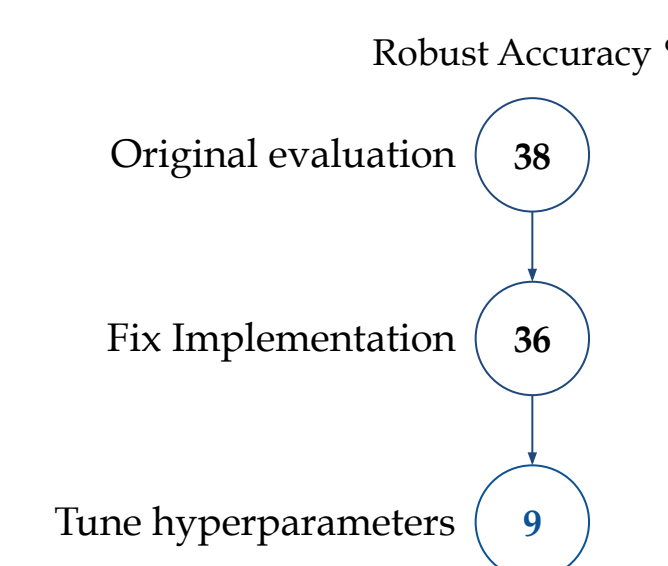 Robust Accuracy
Original evaluation 38
Fix Implementation 36
Tune hyperparameters 9